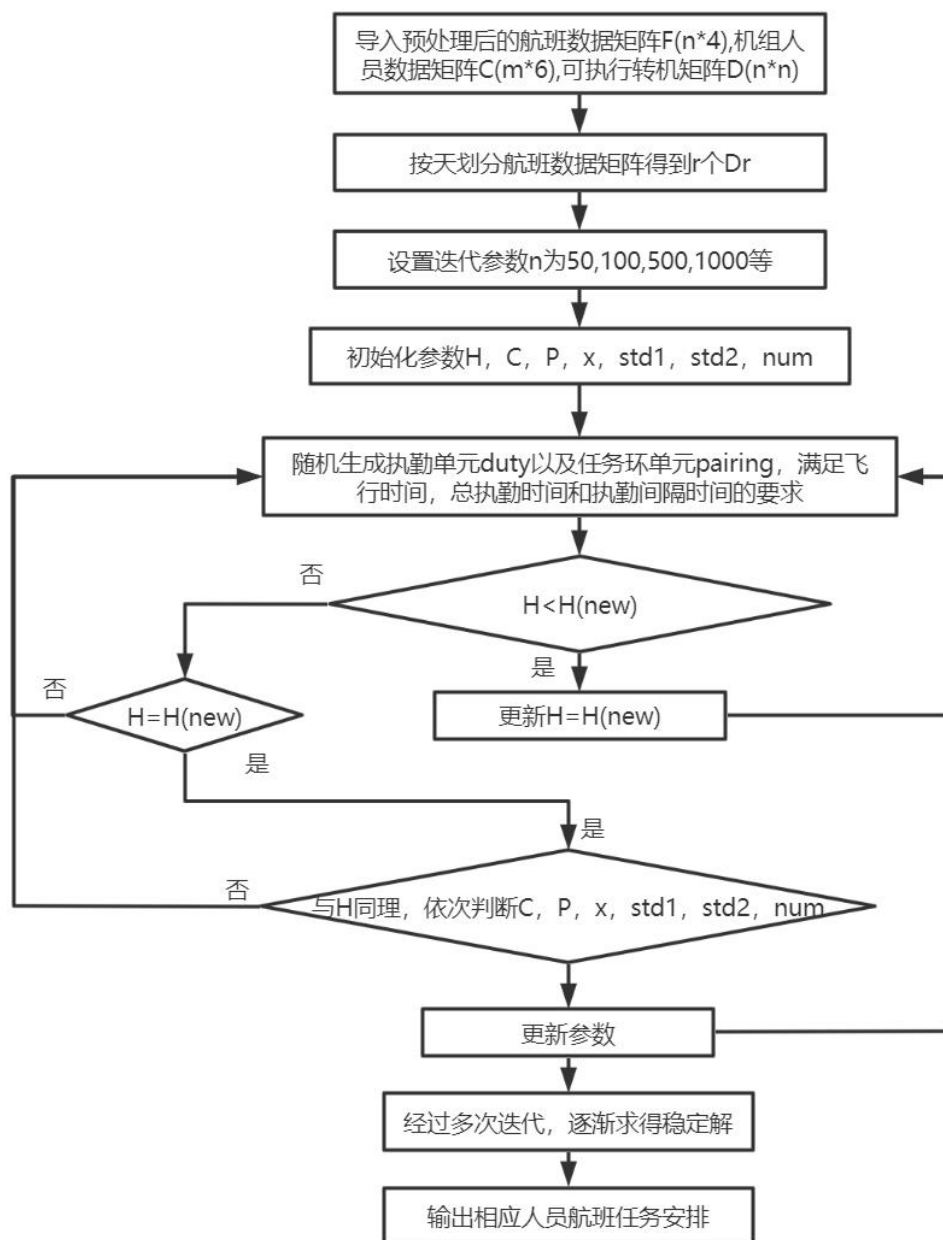 导入预处理后的航班数据矩阵F(n*4),机组人
员数据矩阵C(m*6),可执行转机矩阵D(n*n)
按天划分航班数据矩阵得到r个Dr
设置迭代参数n为50,100,500,1000等
初始化参数H，C，P，x，std1，std2，num
随机生成执勤单元duty以及任务环单元pairing，满足飞
行时间，总执勤时间和执勤间隔时间的要求
否
H<H(new)
是
否
H=H(new)
更新H=H(new)
是
是
否
与H同理，依次判断C，P，x，std1，std2，num
更新参数
经过多次迭代，逐渐求得稳定解
输出相应人员航班任务安排